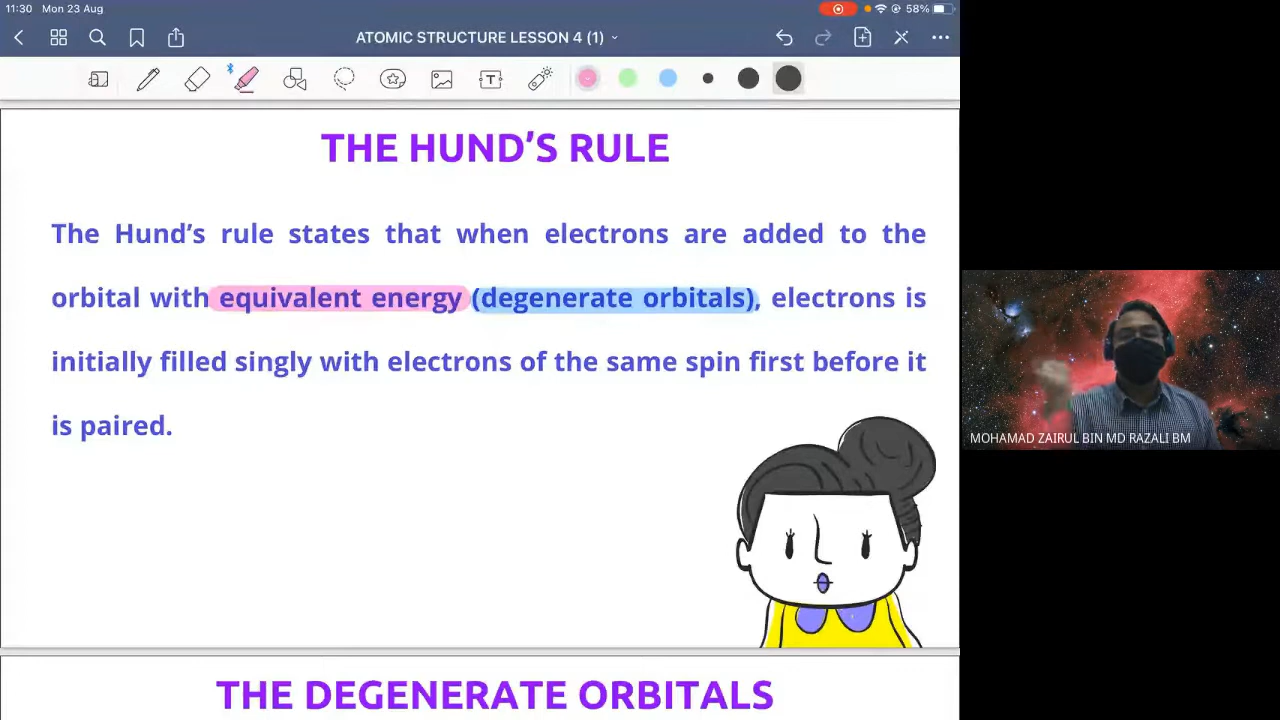 11:30 Mon 23 Aug
58%
ATOMIC STRUCTURE LESSON 4 (1)
T
THE HUND'S RULE
The Hund's rule states that when electrons are added to the
orbital with equivalent energy (degenerate orbitals), electrons is
initially filled singly with electrons of the same spin first before it
is paired.
MOHAMAD ZAIRUL BIN MD RAZALI BM
THE DEGENERATE ORBITALS